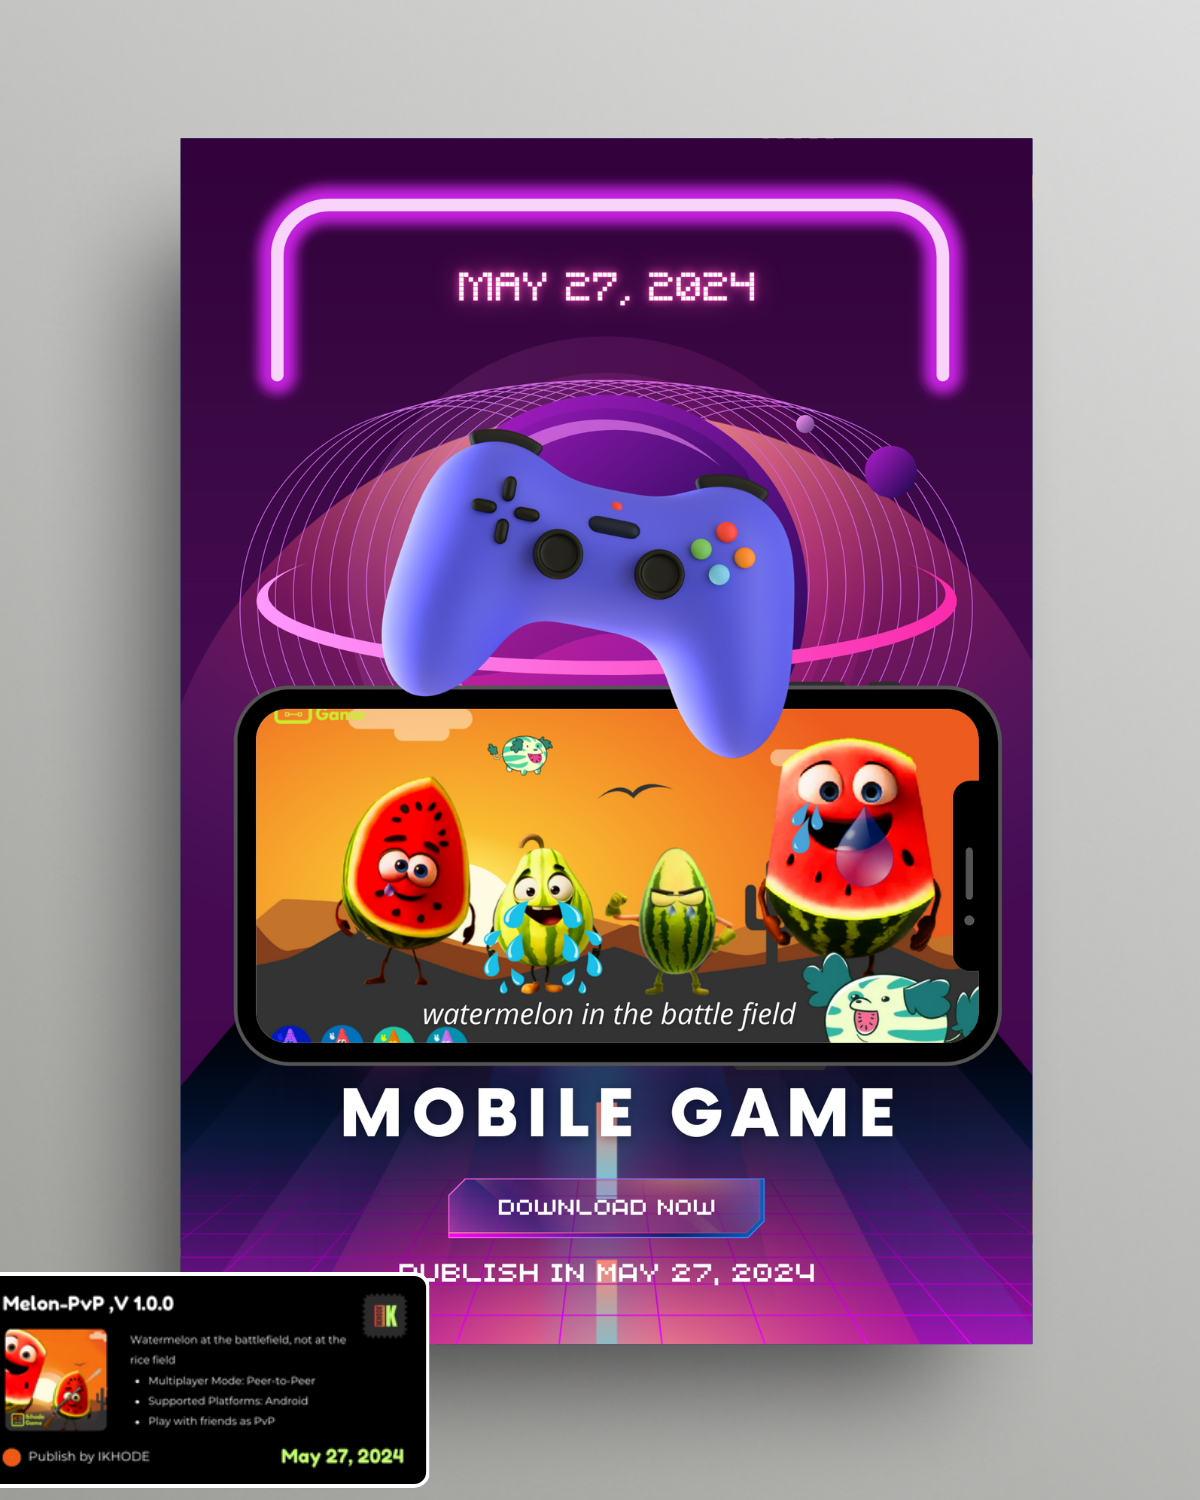 MAY 27, 2024
Game
watermelon in the battle field
MOBILE GAME
DOWNLOAD NOW
PUBLISH IN MAY 27, 2024
Melon-PvP ,V 1.0.0
K
Watermelon at the battlefield, not at the
rice field
• Multiplayer Mode: Peer-to-Peer
• Supported Platforms: Android
• Play with friends as PvP
Ikhode
Game
Publish by IKHODE
May 27, 2024